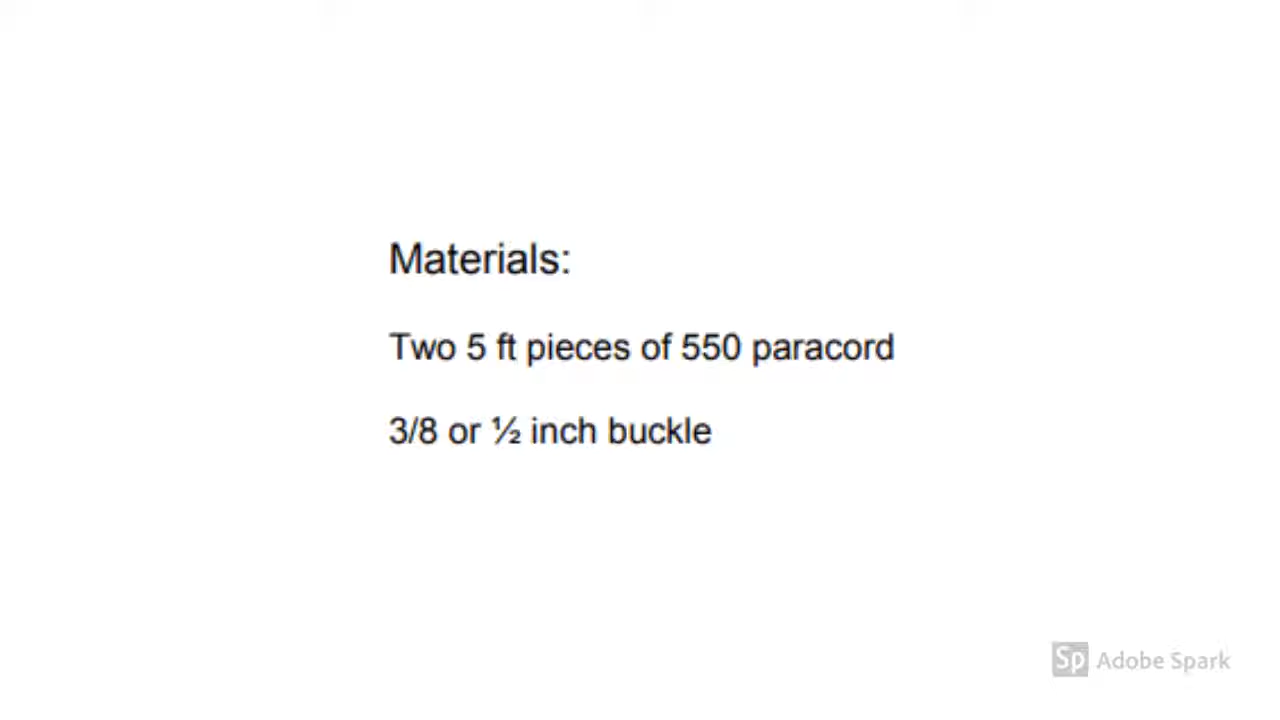 Materials:
Two 5 ft pieces of 550 paracord
3/8 or ½ inch buckle
Sp Adobe Spark